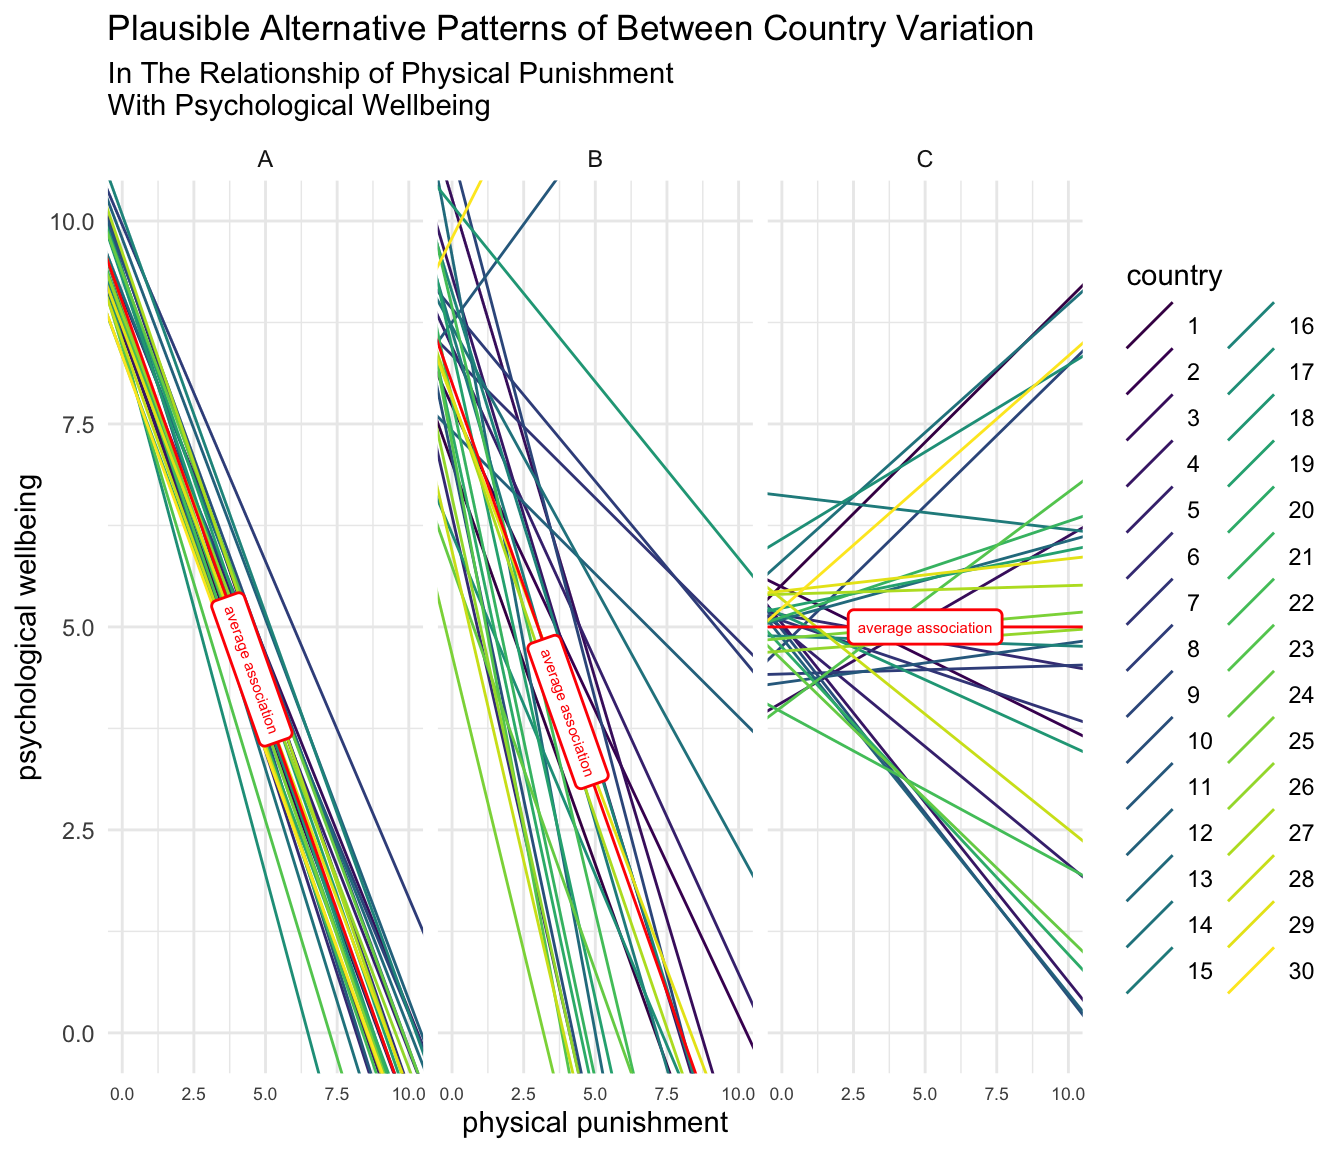 Plausible Alternative Patterns of Between Country Variation
In The Relationship of Physical Punishment
With Psychological Wellbeing
A
B
C
10.0
7.5
5.0
2.5
0.0
psychological wellbeing
average association
average association
average association
0.0 2.5 5.0 7.5 10.0
0.0 2.5 5.0 7.5 10.0
0.0 2.5 5.0 7.5 10.0
physical punishment
country
1 16
2 17
3 18
4 19
5 20
6 21
7 22
8 23
9 24
10 25
11 26
12 27
13 28
14 29
15 30